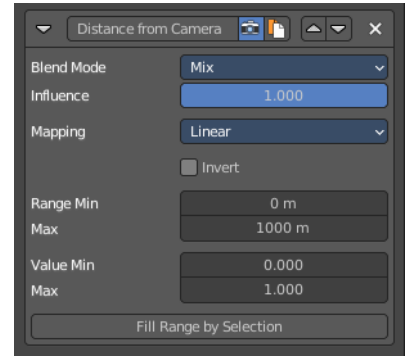 Distance from Camera
Blend Mode Mix
Influence 1.000
Mapping Linear
Invert
Range Min 0 m
Max 1000 m
Value Min 0.000
Max 1.000
Fill Range by Selection